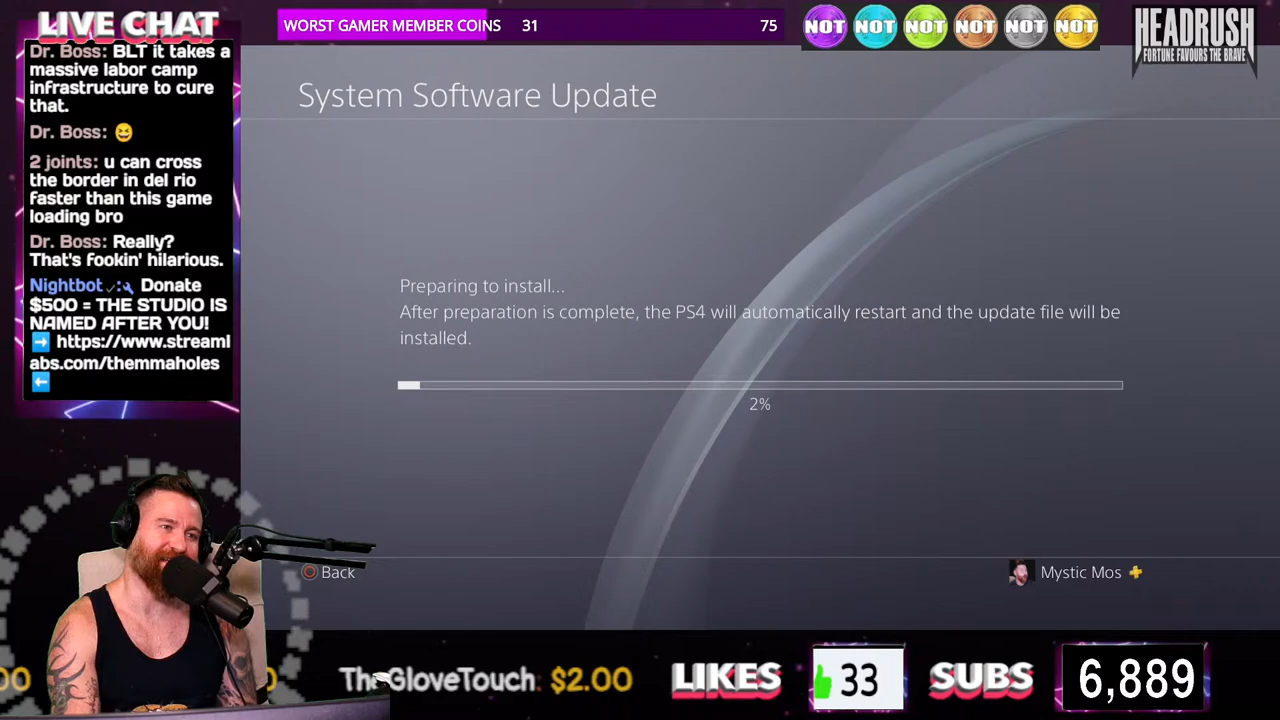 LIVE CHAT
Dr. Boss: BLT it takes a
massive labor camp
infrastructure to cure
that.
Dr. Boss: 😆
2 joints: u can cross
the border in del rio
faster than this game
loading bro
Dr. Boss: Really?
That's fookin' hilarious.
Nightbot ✓:🔧 Donate
$500 = THE STUDIO IS
NAMED AFTER YOU!
➡️ https://www.streaml
abs.com/themmaholes
⬅️
WORST GAMER MEMBER COINS 31 75
NOT NOT NOT NOT NOT NOT
HEADRUSH
FORTUNE FAVOURS THE BRAVE
System Software Update
Preparing to install...
After preparation is complete, the PS4 will automatically restart and the update file will be
installed.
2%
Back
Mystic Mos
00 TheGloveTouch: $2.00
LIKES 33 SUBS 6,889